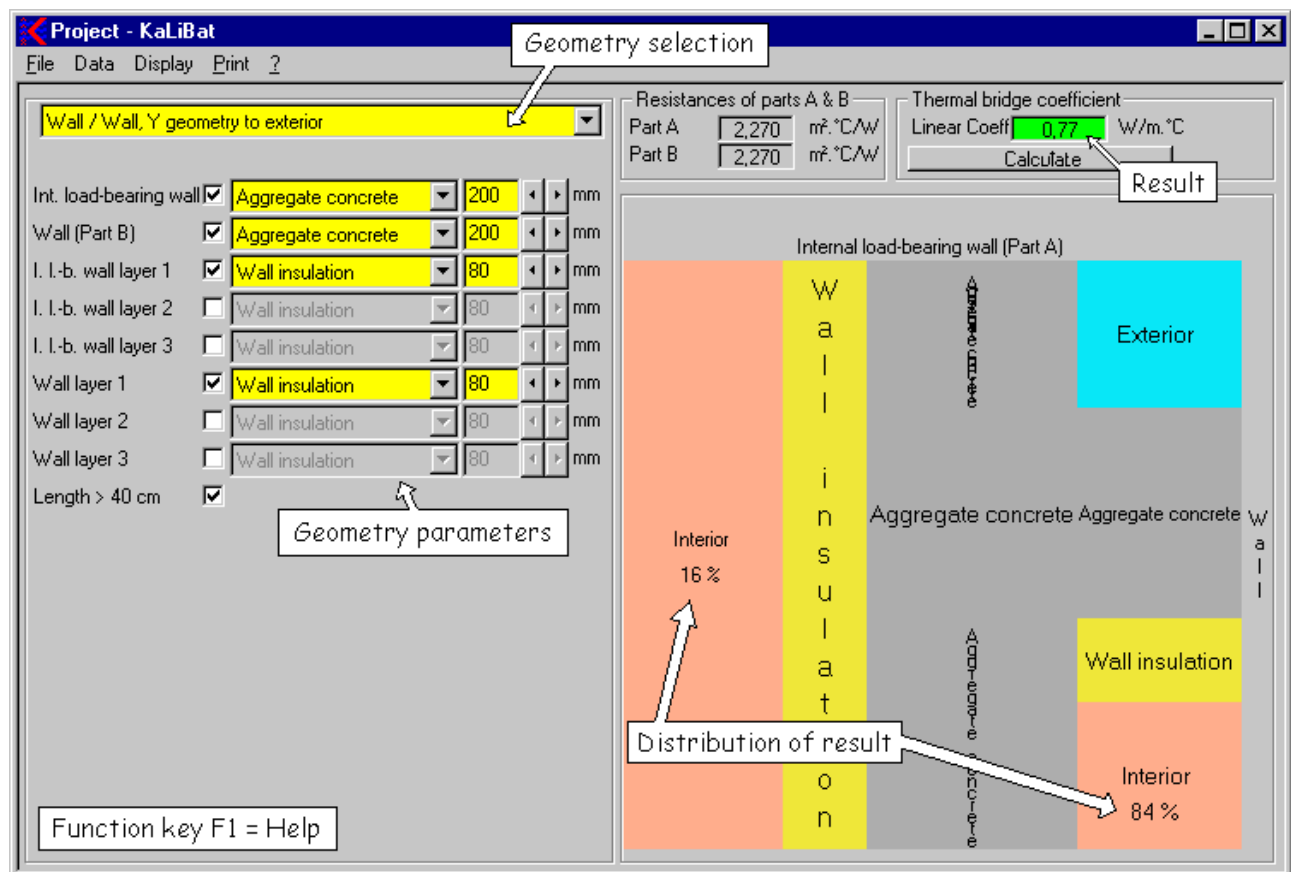 Project - KaLiBat
File Data Display Print ?
Geometry selection
Wall / Wall, Y geometry to exterior
Resistances of parts A & B
Part A 2,270 m².°C/W
Part B 2,270 m².°C/W
Thermal bridge coefficient
Linear Coeff 0,77 W/m.°C
Calculate
Result
Int. load-bearing wall Aggregate concrete 200 mm
Wall (Part B) Aggregate concrete 200 mm
I. l.-b. wall layer 1 Wall insulation 80 mm
I. l.-b. wall layer 2 Wall insulation 80 mm
I. l.-b. wall layer 3 Wall insulation 80 mm
Wall layer 1 Wall insulation 80 mm
Wall layer 2 Wall insulation 80 mm
Wall layer 3 Wall insulation 80 mm
Length > 40 cm
Geometry parameters
Function key F1 = Help
Internal load-bearing wall (Part A)
Interior
16 %
Wall insulation
Aggregate concrete
Exterior
Aggregate concrete
Aggregate concrete
Wall
Aggregate concrete
Wall insulation
Distribution of result
Interior
84 %